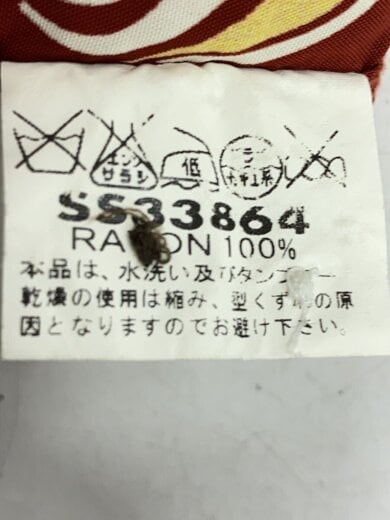 エンソ
サラシ
低
ドライ
石油系
SS33864
RAYON 100%
本品は、水洗い及びタンブラー
乾燥の使用は縮み、型くずれの原
因となりますのでお避け下さい。